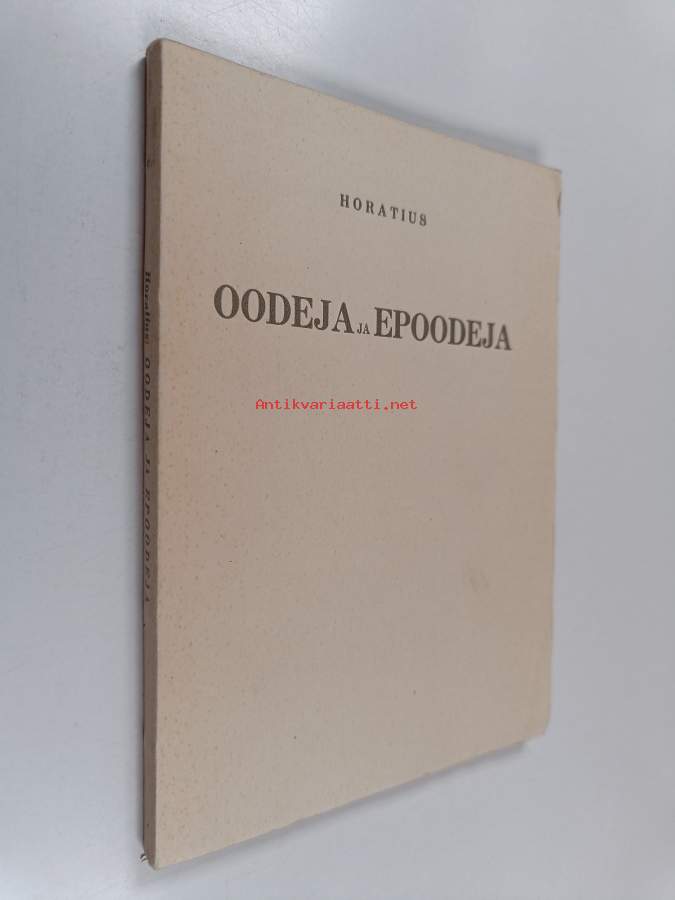 HORATIUS
OODEJA JA EPOODEJA
Antikvariaatti.net
Horatius: OODEJA JA EPOODEJA